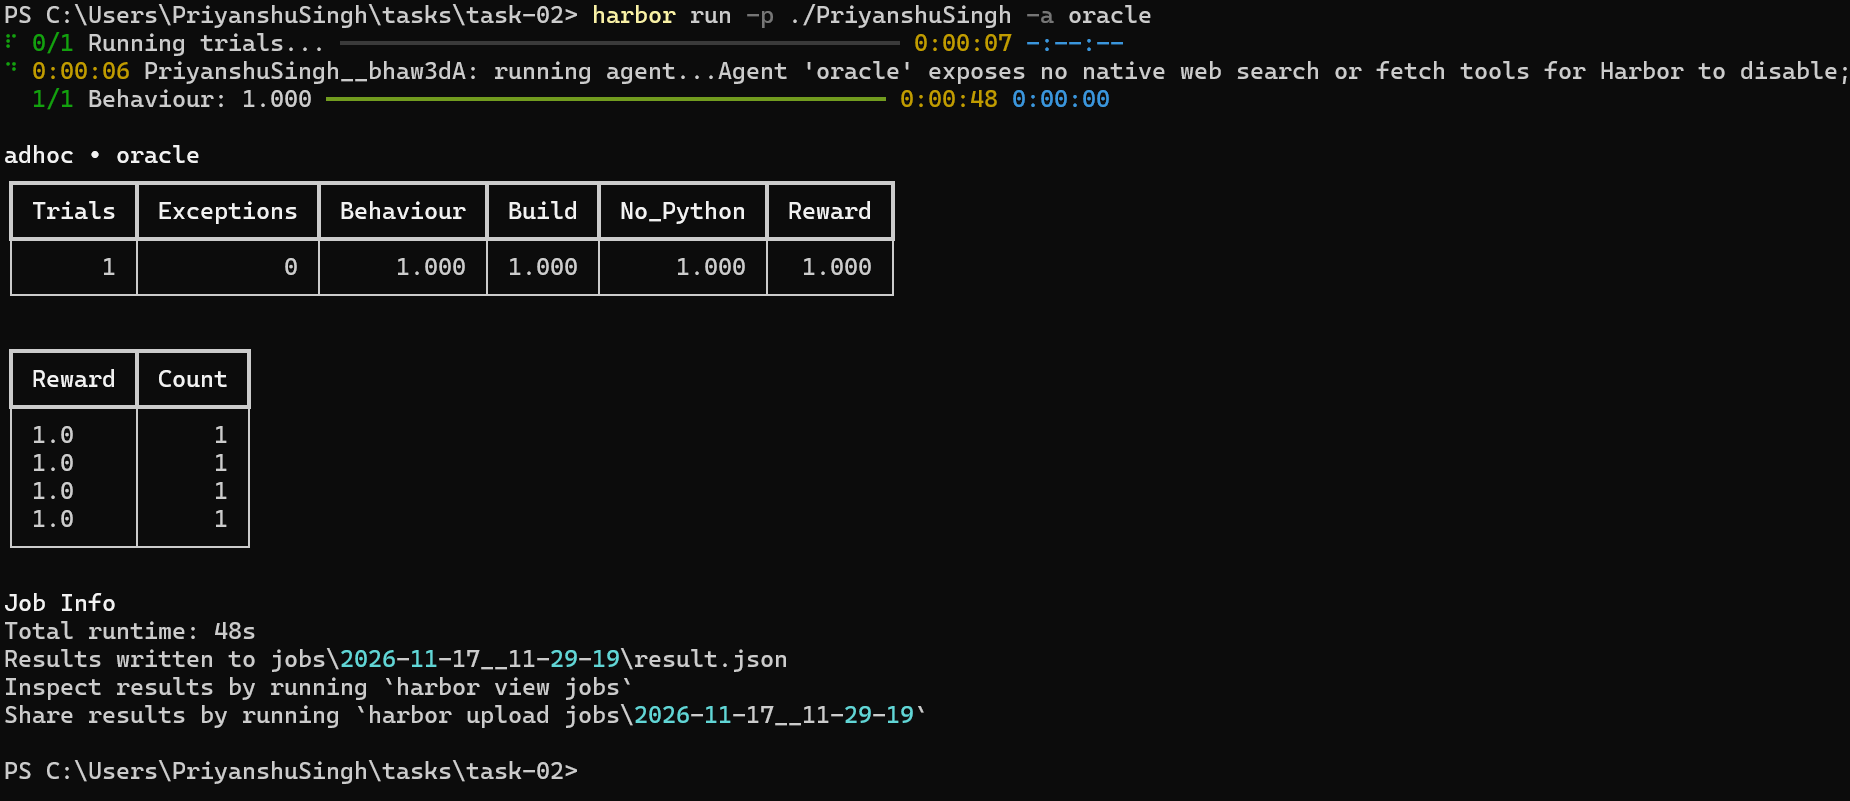 PS C:\Users\PriyanshuSingh\tasks\task-02> harbor run -p ./PriyanshuSingh -a oracle
0/1 Running trials... 0:00:07 -:--:--
0:00:06 PriyanshuSingh__bhaw3dA: running agent...Agent 'oracle' exposes no native web search or fetch tools for Harbor to disable;
1/1 Behaviour: 1.000 0:00:48 0:00:00
adhoc • oracle
Trials Exceptions Behaviour Build No_Python Reward
1 0 1.000 1.000 1.000 1.000
Reward Count
1.0 1
1.0 1
1.0 1
1.0 1
Job Info
Total runtime: 48s
Results written to jobs\2026-11-17__11-29-19\result.json
Inspect results by running `harbor view jobs`
Share results by running `harbor upload jobs\2026-11-17__11-29-19`
PS C:\Users\PriyanshuSingh\tasks\task-02>